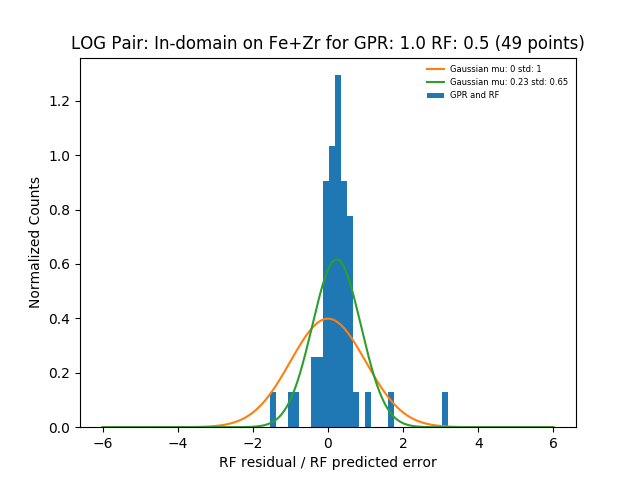 LOG Pair: In-domain on Fe+Zr for GPR: 1.0 RF: 0.5 (49 points)
Gaussian mu: 0 std: 1
Gaussian mu: 0.23 std: 0.65
GPR and RF
Normalized Counts
1.2
1.0
0.8
0.6
0.4
0.2
0.0
−6 −4 −2 0 2 4 6
RF residual / RF predicted error